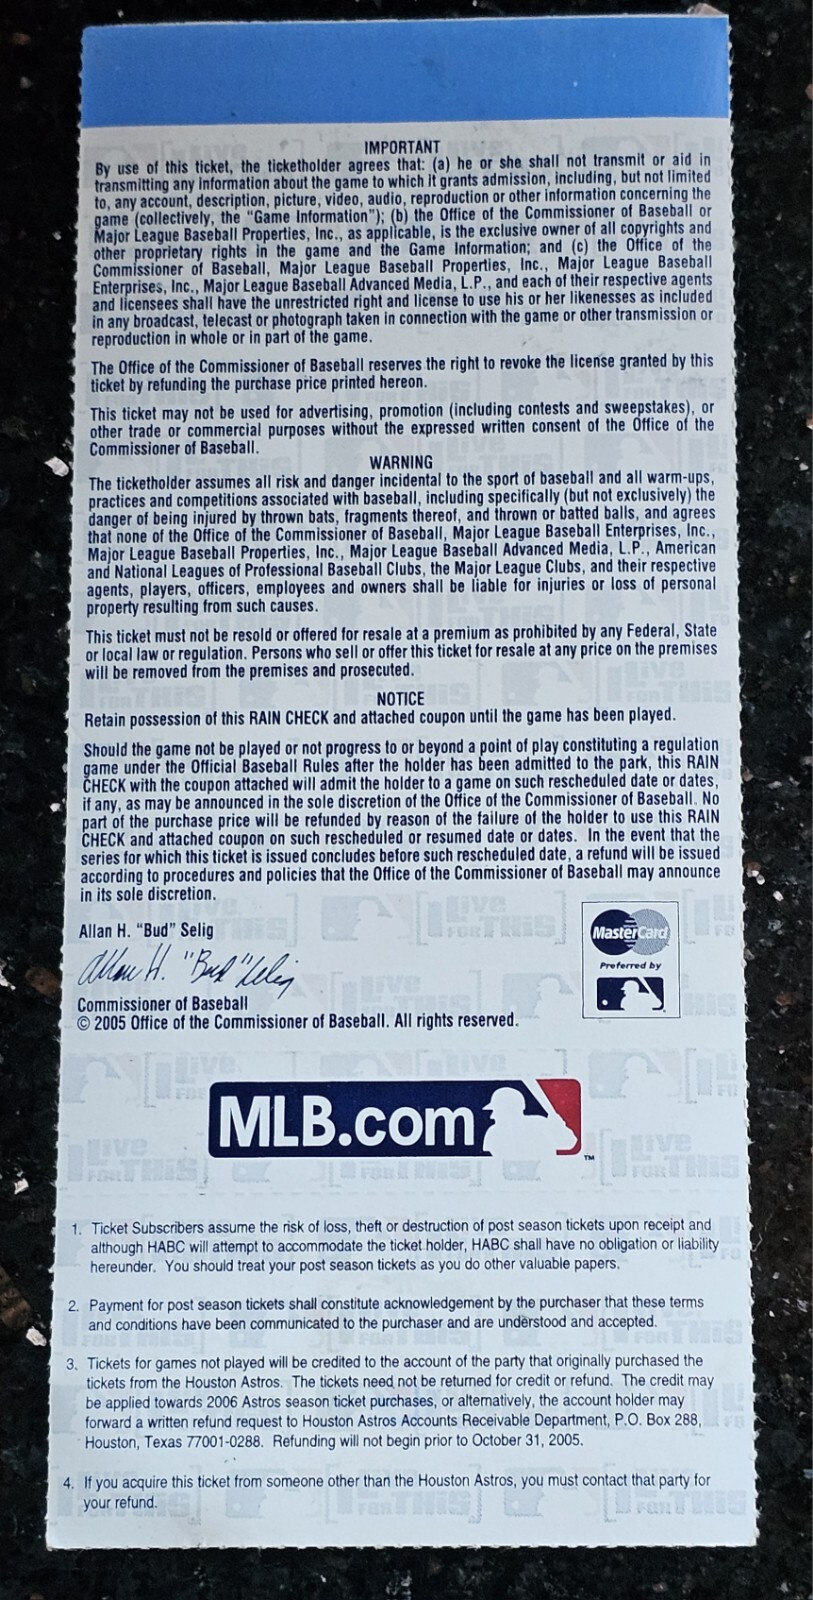 IMPORTANT
By use of this ticket, the ticketholder agrees that: (a) he or she shall not transmit or aid in
transmitting any information about the game to which it grants admission, including, but not limited
to, any account, description, picture, video, audio, reproduction or other information concerning the
game (collectively, the "Game Information"); (b) the Office of the Commissioner of Baseball or
Major League Baseball Properties, Inc., as applicable, is the exclusive owner of all copyrights and
other proprietary rights in the game and the Game Information; and (c) the Office of the
Commissioner of Baseball, Major League Baseball Properties, Inc., Major League Baseball
Enterprises, Inc., Major League Baseball Advanced Media, L.P., and each of their respective agents
and licensees shall have the unrestricted right and license to use his or her likenesses as included
in any broadcast, telecast or photograph taken in connection with the game or other transmission or
reproduction in whole or in part of the game.
The Office of the Commissioner of Baseball reserves the right to revoke the license granted by this
ticket by refunding the purchase price printed hereon.
This ticket may not be used for advertising, promotion (including contests and sweepstakes), or
other trade or commercial purposes without the expressed written consent of the Office of the
Commissioner of Baseball.
WARNING
The ticketholder assumes all risk and danger incidental to the sport of baseball and all warm-ups,
practices and competitions associated with baseball, including specifically (but not exclusively) the
danger of being injured by thrown bats, fragments thereof, and thrown or batted balls, and agrees
that none of the Office of the Commissioner of Baseball, Major League Baseball Enterprises, Inc.,
Major League Baseball Properties, Inc., Major League Baseball Advanced Media, L.P., American
and National Leagues of Professional Baseball Clubs, the Major League Clubs, and their respective
agents, players, officers, employees and owners shall be liable for injuries or loss of personal
property resulting from such causes.
This ticket must not be resold or offered for resale at a premium as prohibited by any Federal, State
or local law or regulation. Persons who sell or offer this ticket for resale at any price on the premises
will be removed from the premises and prosecuted.
NOTICE
Retain possession of this RAIN CHECK and attached coupon until the game has been played.
Should the game not be played or not progress to or beyond a point of play constituting a regulation
game under the Official Baseball Rules after the holder has been admitted to the park, this RAIN
CHECK with the coupon attached will admit the holder to a game on such rescheduled date or dates,
if any, as may be announced in the sole discretion of the Office of the Commissioner of Baseball. No
part of the purchase price will be refunded by reason of the failure of the holder to use this RAIN
CHECK and attached coupon on such rescheduled or resumed date or dates. In the event that the
series for which this ticket is issued concludes before such rescheduled date, a refund will be issued
according to procedures and policies that the Office of the Commissioner of Baseball may announce
in its sole discretion.
Allan H. "Bud" Selig
Allan H. "Bud" Selig
Commissioner of Baseball
© 2005 Office of the Commissioner of Baseball. All rights reserved.
MasterCard
Preferred by
MLB.com
TM
1. Ticket Subscribers assume the risk of loss, theft or destruction of post season tickets upon receipt and
although HABC will attempt to accommodate the ticket holder, HABC shall have no obligation or liability
hereunder. You should treat your post season tickets as you do other valuable papers.
2. Payment for post season tickets shall constitute acknowledgement by the purchaser that these terms
and conditions have been communicated to the purchaser and are understood and accepted.
3. Tickets for games not played will be credited to the account of the party that originally purchased the
tickets from the Houston Astros. The tickets need not be returned for credit or refund. The credit may
be applied towards 2006 Astros season ticket purchases, or alternatively, the account holder may
forward a written refund request to Houston Astros Accounts Receivable Department, P.O. Box 288,
Houston, Texas 77001-0288. Refunding will not begin prior to October 31, 2005.
4. If you acquire this ticket from someone other than the Houston Astros, you must contact that party for
your refund.